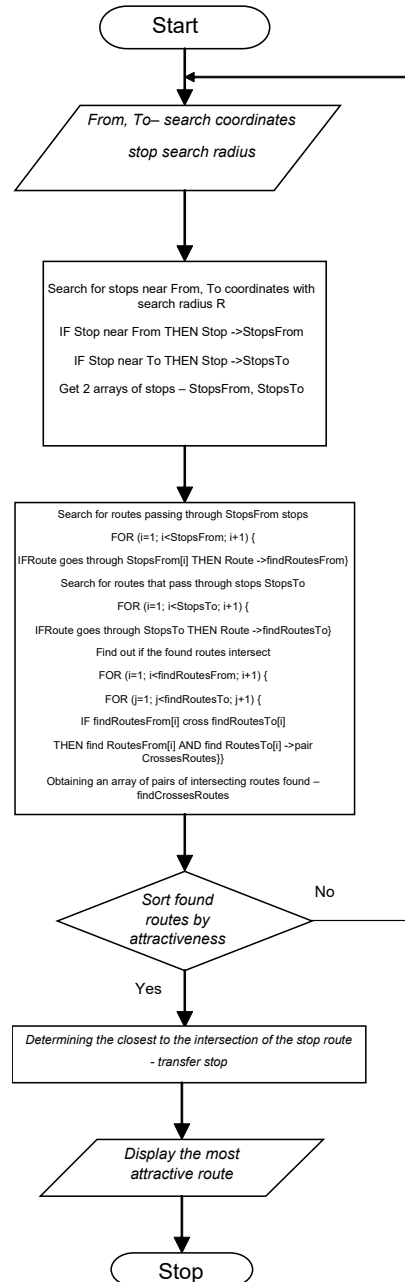 Start
From, To– search coordinates
stop search radius
Search for stops near From, To coordinates with
search radius R
IF Stop near From THEN Stop ->StopsFrom
IF Stop near To THEN Stop ->StopsTo
Get 2 arrays of stops – StopsFrom, StopsTo
Search for routes passing through StopsFrom stops
FOR (i=1; i<StopsFrom; i+1) {
IFRoute goes through StopsFrom[i] THEN Route ->findRoutesFrom}
Search for routes that pass through stops StopsTo
FOR (i=1; i<StopsTo; i+1) {
IFRoute goes through StopsTo THEN Route ->findRoutesTo}
Find out if the found routes intersect
FOR (i=1; i<findRoutesFrom; i+1) {
FOR (j=1; j<findRoutesTo; j+1) {
IF findRoutesFrom[i] cross findRoutesTo[i]
THEN find RoutesFrom[i] AND find RoutesTo[i] ->pair
CrossesRoutes}}
Obtaining an array of pairs of intersecting routes found –
findCrossesRoutes
Sort found
routes by
attractiveness
No
Yes
Determining the closest to the intersection of the stop route
- transfer stop
Display the most
attractive route
Stop